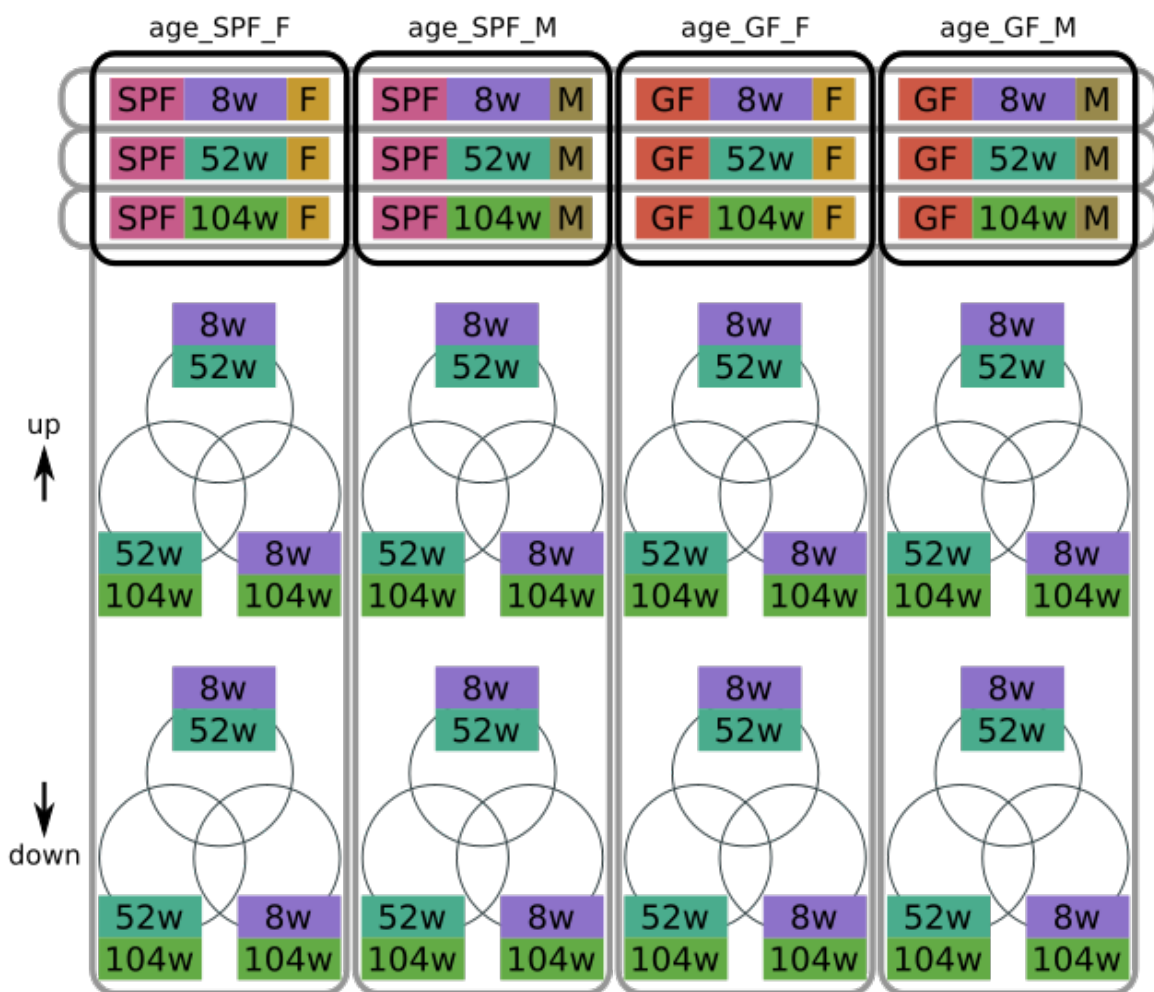 age_SPF_F age_SPF_M age_GF_F age_GF_M
SPF 8w F SPF 8w M GF 8w F GF 8w M
SPF 52w F SPF 52w M GF 52w F GF 52w M
SPF 104w F SPF 104w M GF 104w F GF 104w M
8w 8w 8w 8w
52w 52w 52w 52w
up
52w 8w 52w 8w 52w 8w 52w 8w
104w 104w 104w 104w 104w 104w 104w 104w
8w 8w 8w 8w
52w 52w 52w 52w
down
52w 8w 52w 8w 52w 8w 52w 8w
104w 104w 104w 104w 104w 104w 104w 104w